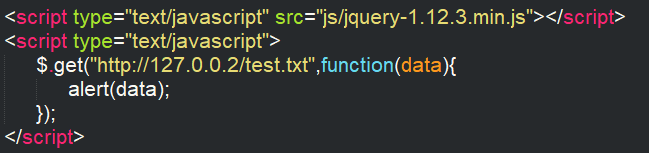 <script type="text/javascript" src="js/jquery-1.12.3.min.js"></script>
<script type="text/javascript">
$.get("http://127.0.0.2/test.txt",function(data){
alert(data);
});
</script>